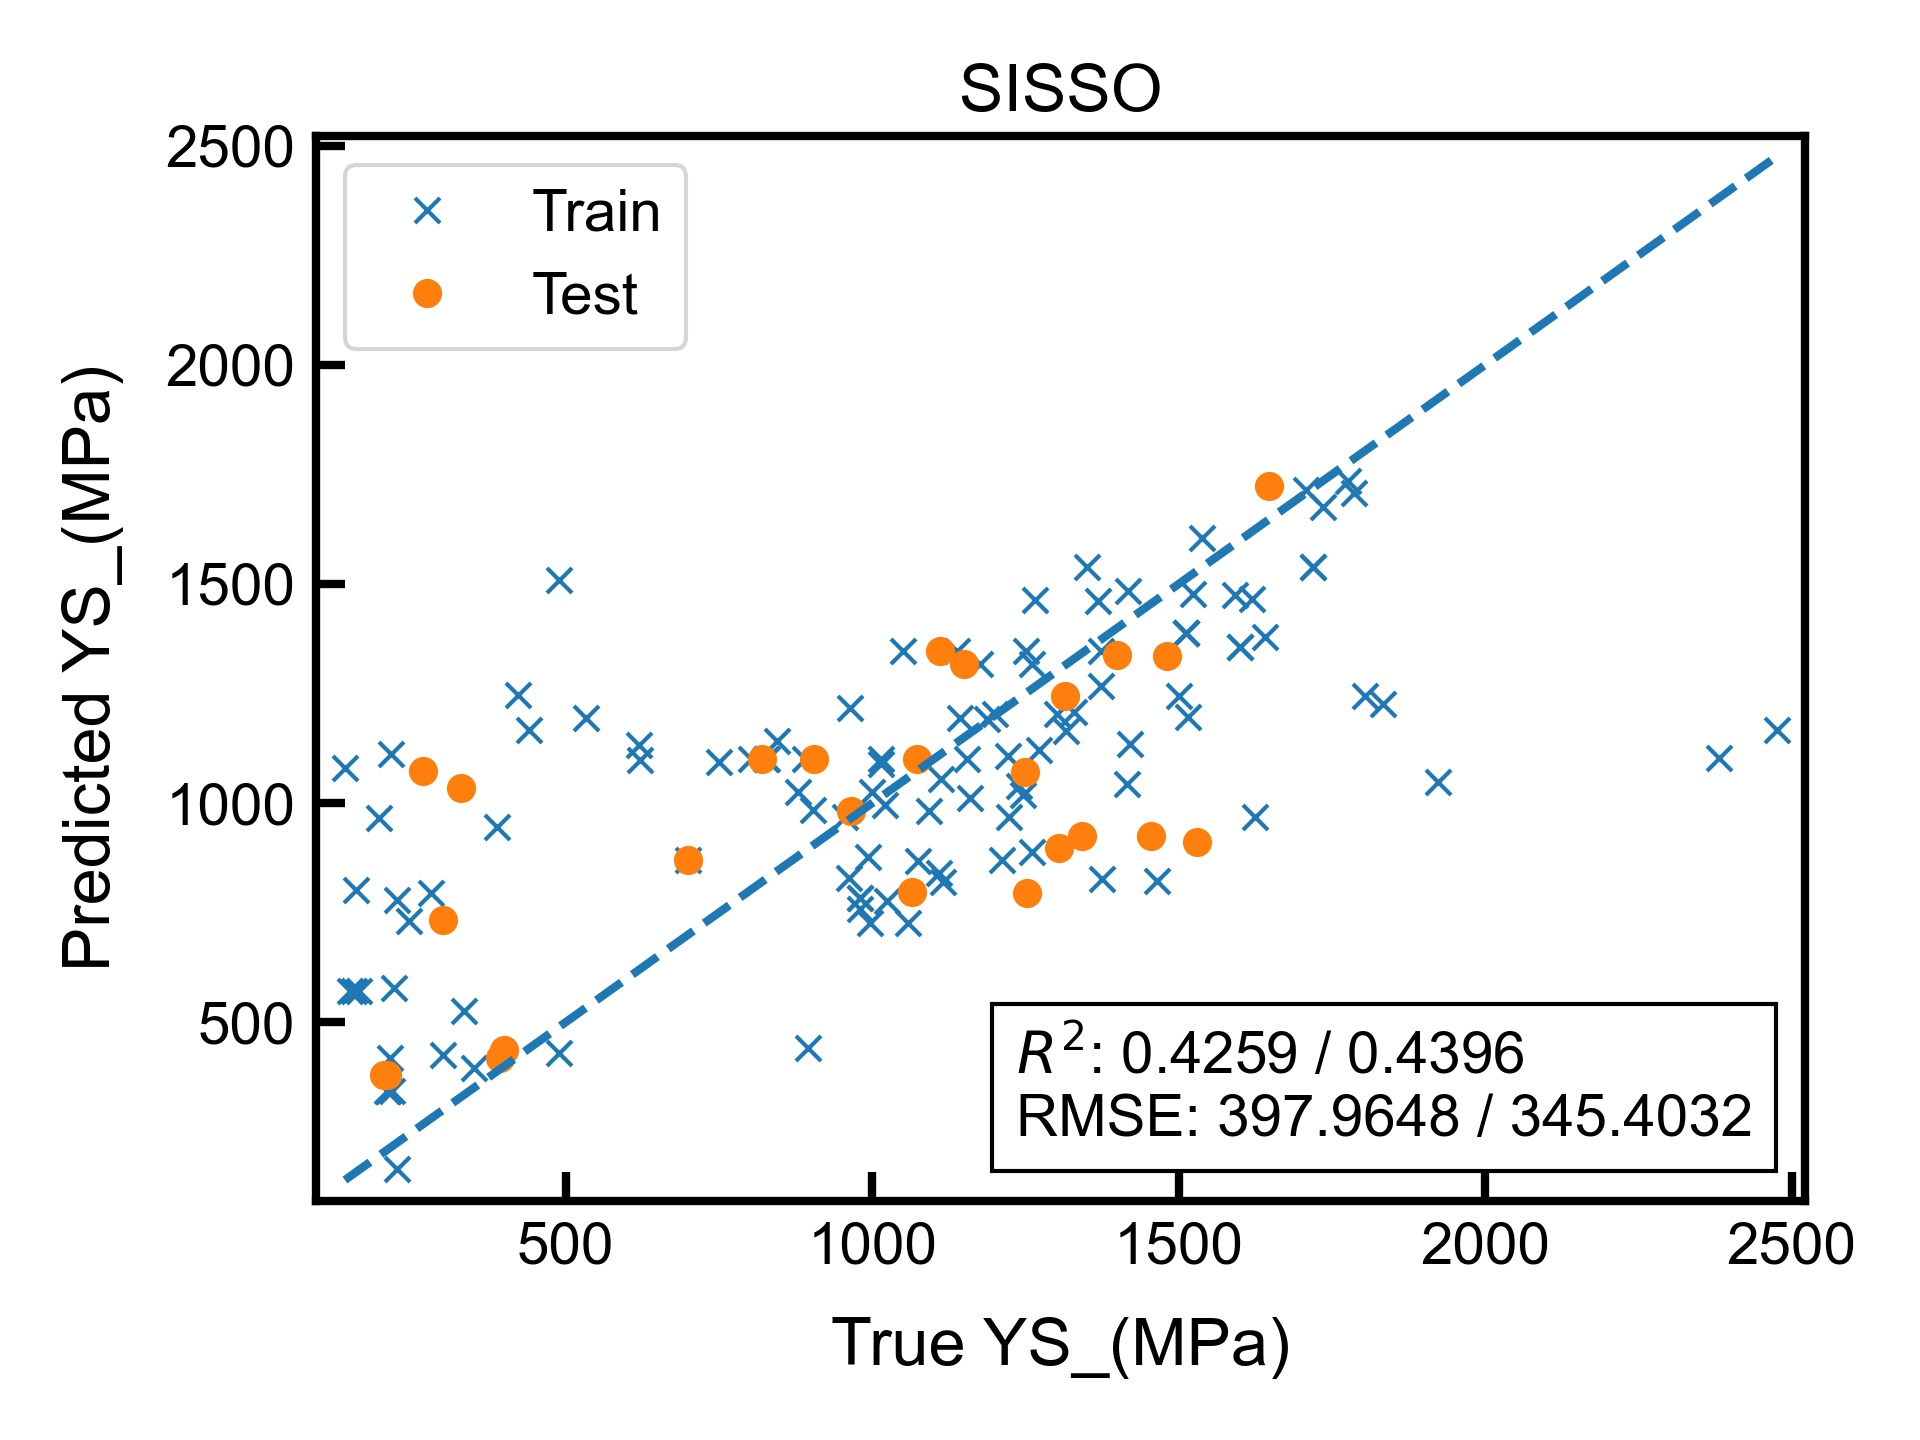 SISSO
2500
2000
1500
1000
500
Predicted YS_(MPa)
Train
Test
R²: 0.4259 / 0.4396
RMSE: 397.9648 / 345.4032
500 1000 1500 2000 2500
True YS_(MPa)